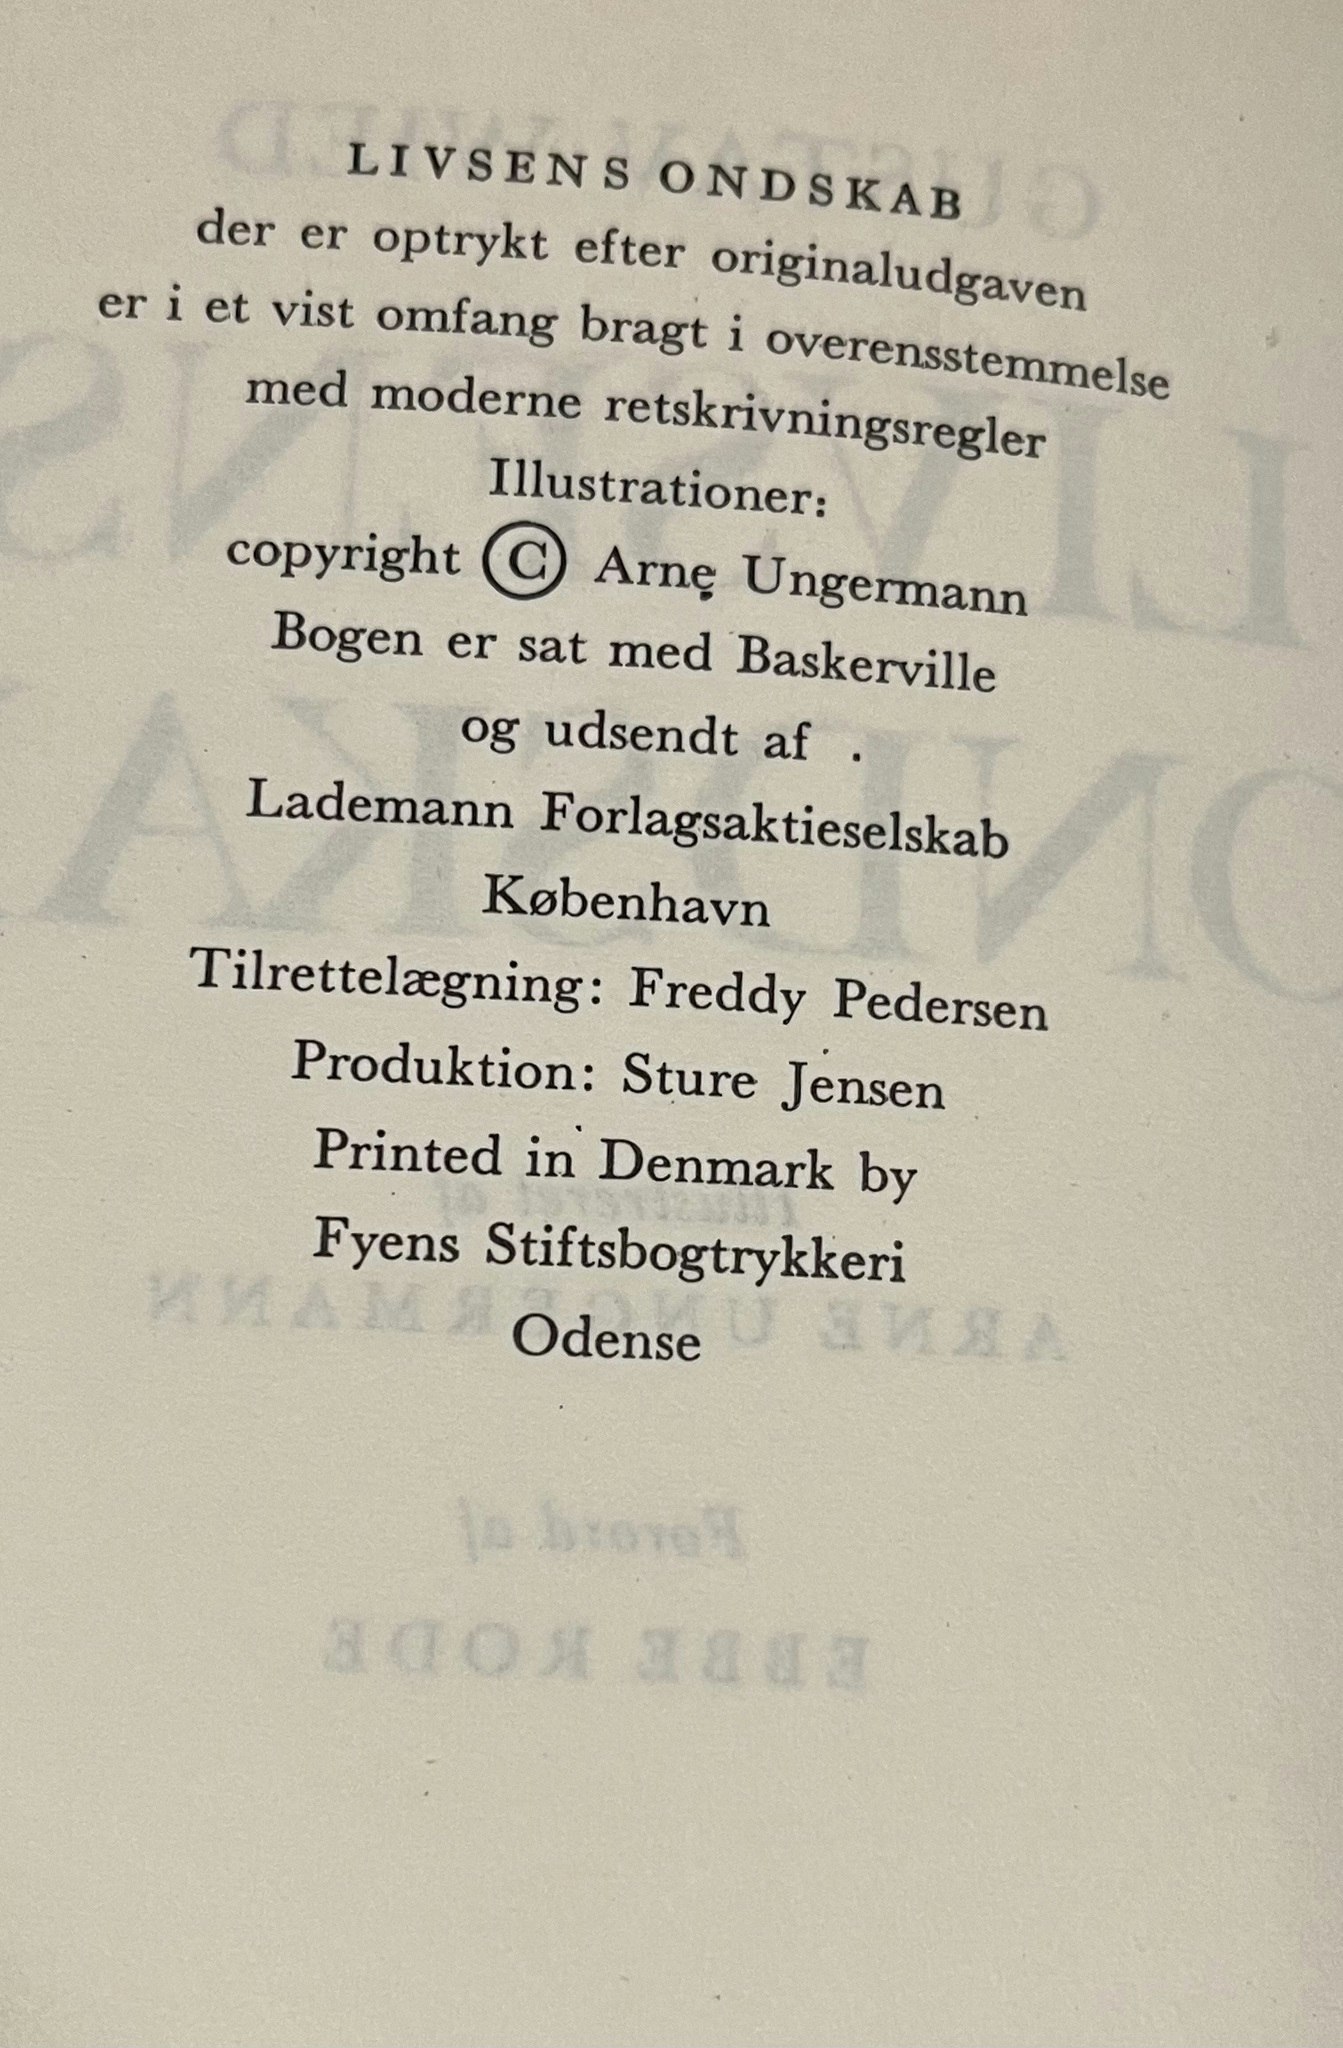 LIVSENS ONDSKAB
der er optrykt efter originaludgaven
er i et vist omfang bragt i overensstemmelse
med moderne retskrivningsregler
Illustrationer:
copyright © Arne Ungermann
Bogen er sat med Baskerville
og udsendt af .
Lademann Forlagsaktieselskab
København
Tilrettelægning: Freddy Pedersen
Produktion: Sture Jensen
Printed in Denmark by
Fyens Stiftsbogtrykkeri
Odense